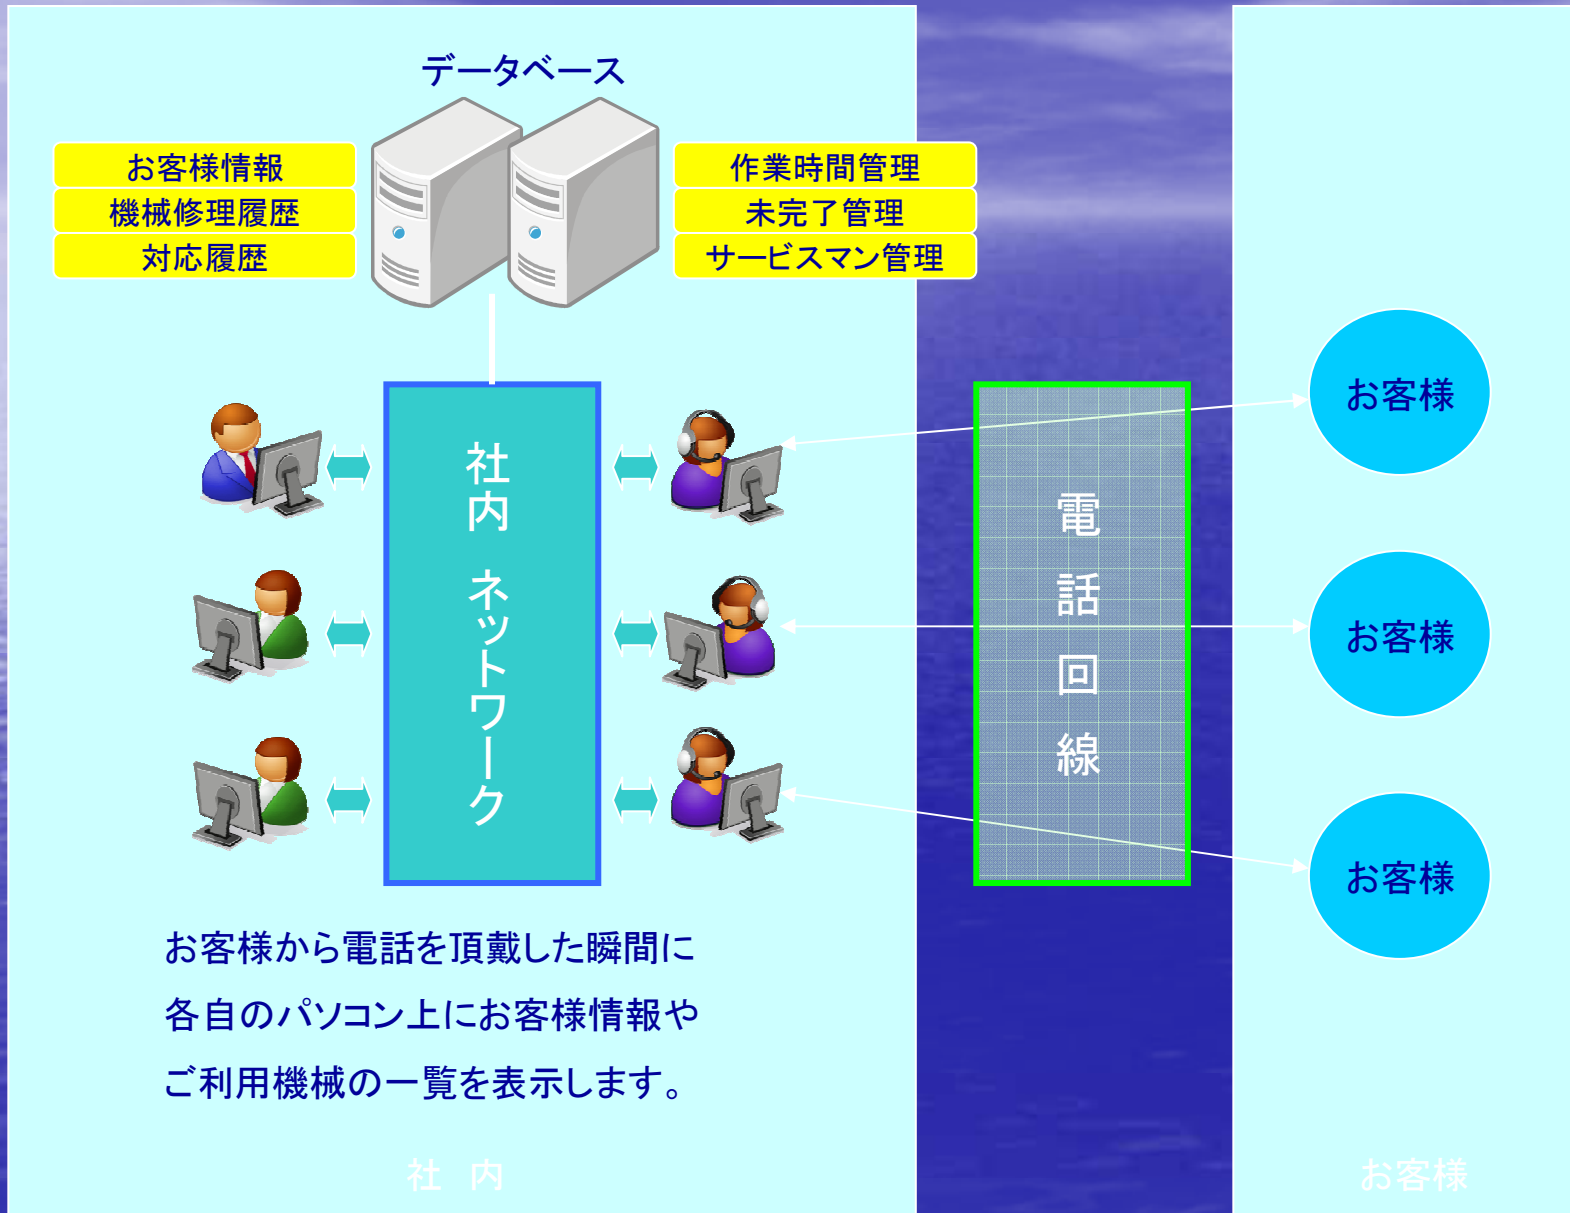 データベース
お客様情報
機械修理履歴
対応履歴
作業時間管理
未完了管理
サービスマン管理
社内 ネットワーク
電話回線
お客様
お客様
お客様
お客様から電話を頂戴した瞬間に
各自のパソコン上にお客様情報や
ご利用機械の一覧を表示します。
社 内
お客様